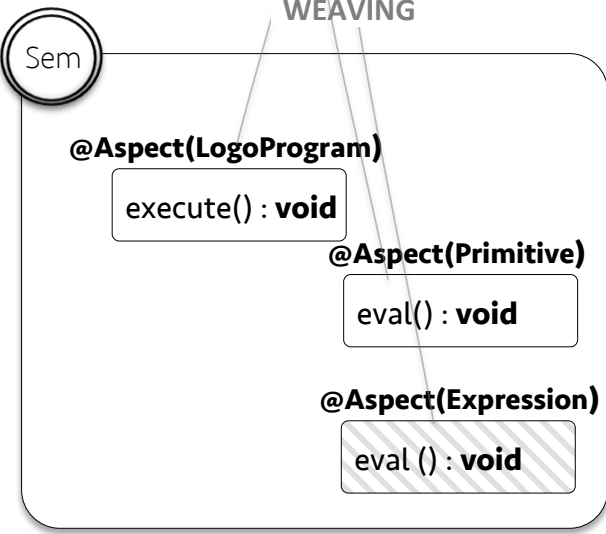 WEAVING
Sem
@Aspect(LogoProgram)
execute() : void
@Aspect(Primitive)
eval() : void
@Aspect(Expression)
eval () : void